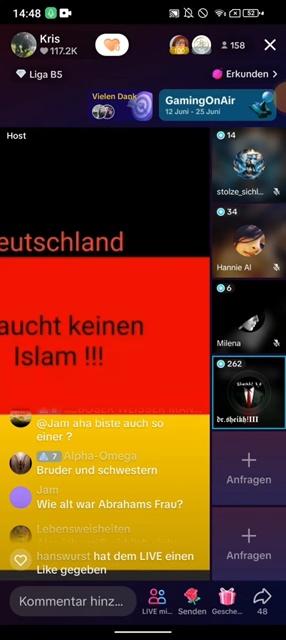 14:48
52
Kris
117.2K
158
Liga B5
Erkunden
Vielen Dank
GamingOnAir
12 Juni - 25 Juni
Host
14
stolze_sichl...
34
Hannie Al
6
Milena
262
dr.sheikh!III
eutschland
aucht keinen
Islam !!!
@Jam aha biste auch so
einer ?
7 Alpha-Omega
Bruder und schwestern
Jam
Wie alt war Abrahams Frau?
Lebensweisheiten
hanswurst hat dem LIVE einen
Like gegeben
Anfragen
Anfragen
Kommentar hinz...
LIVE mi...
Senden
Gesche...
48